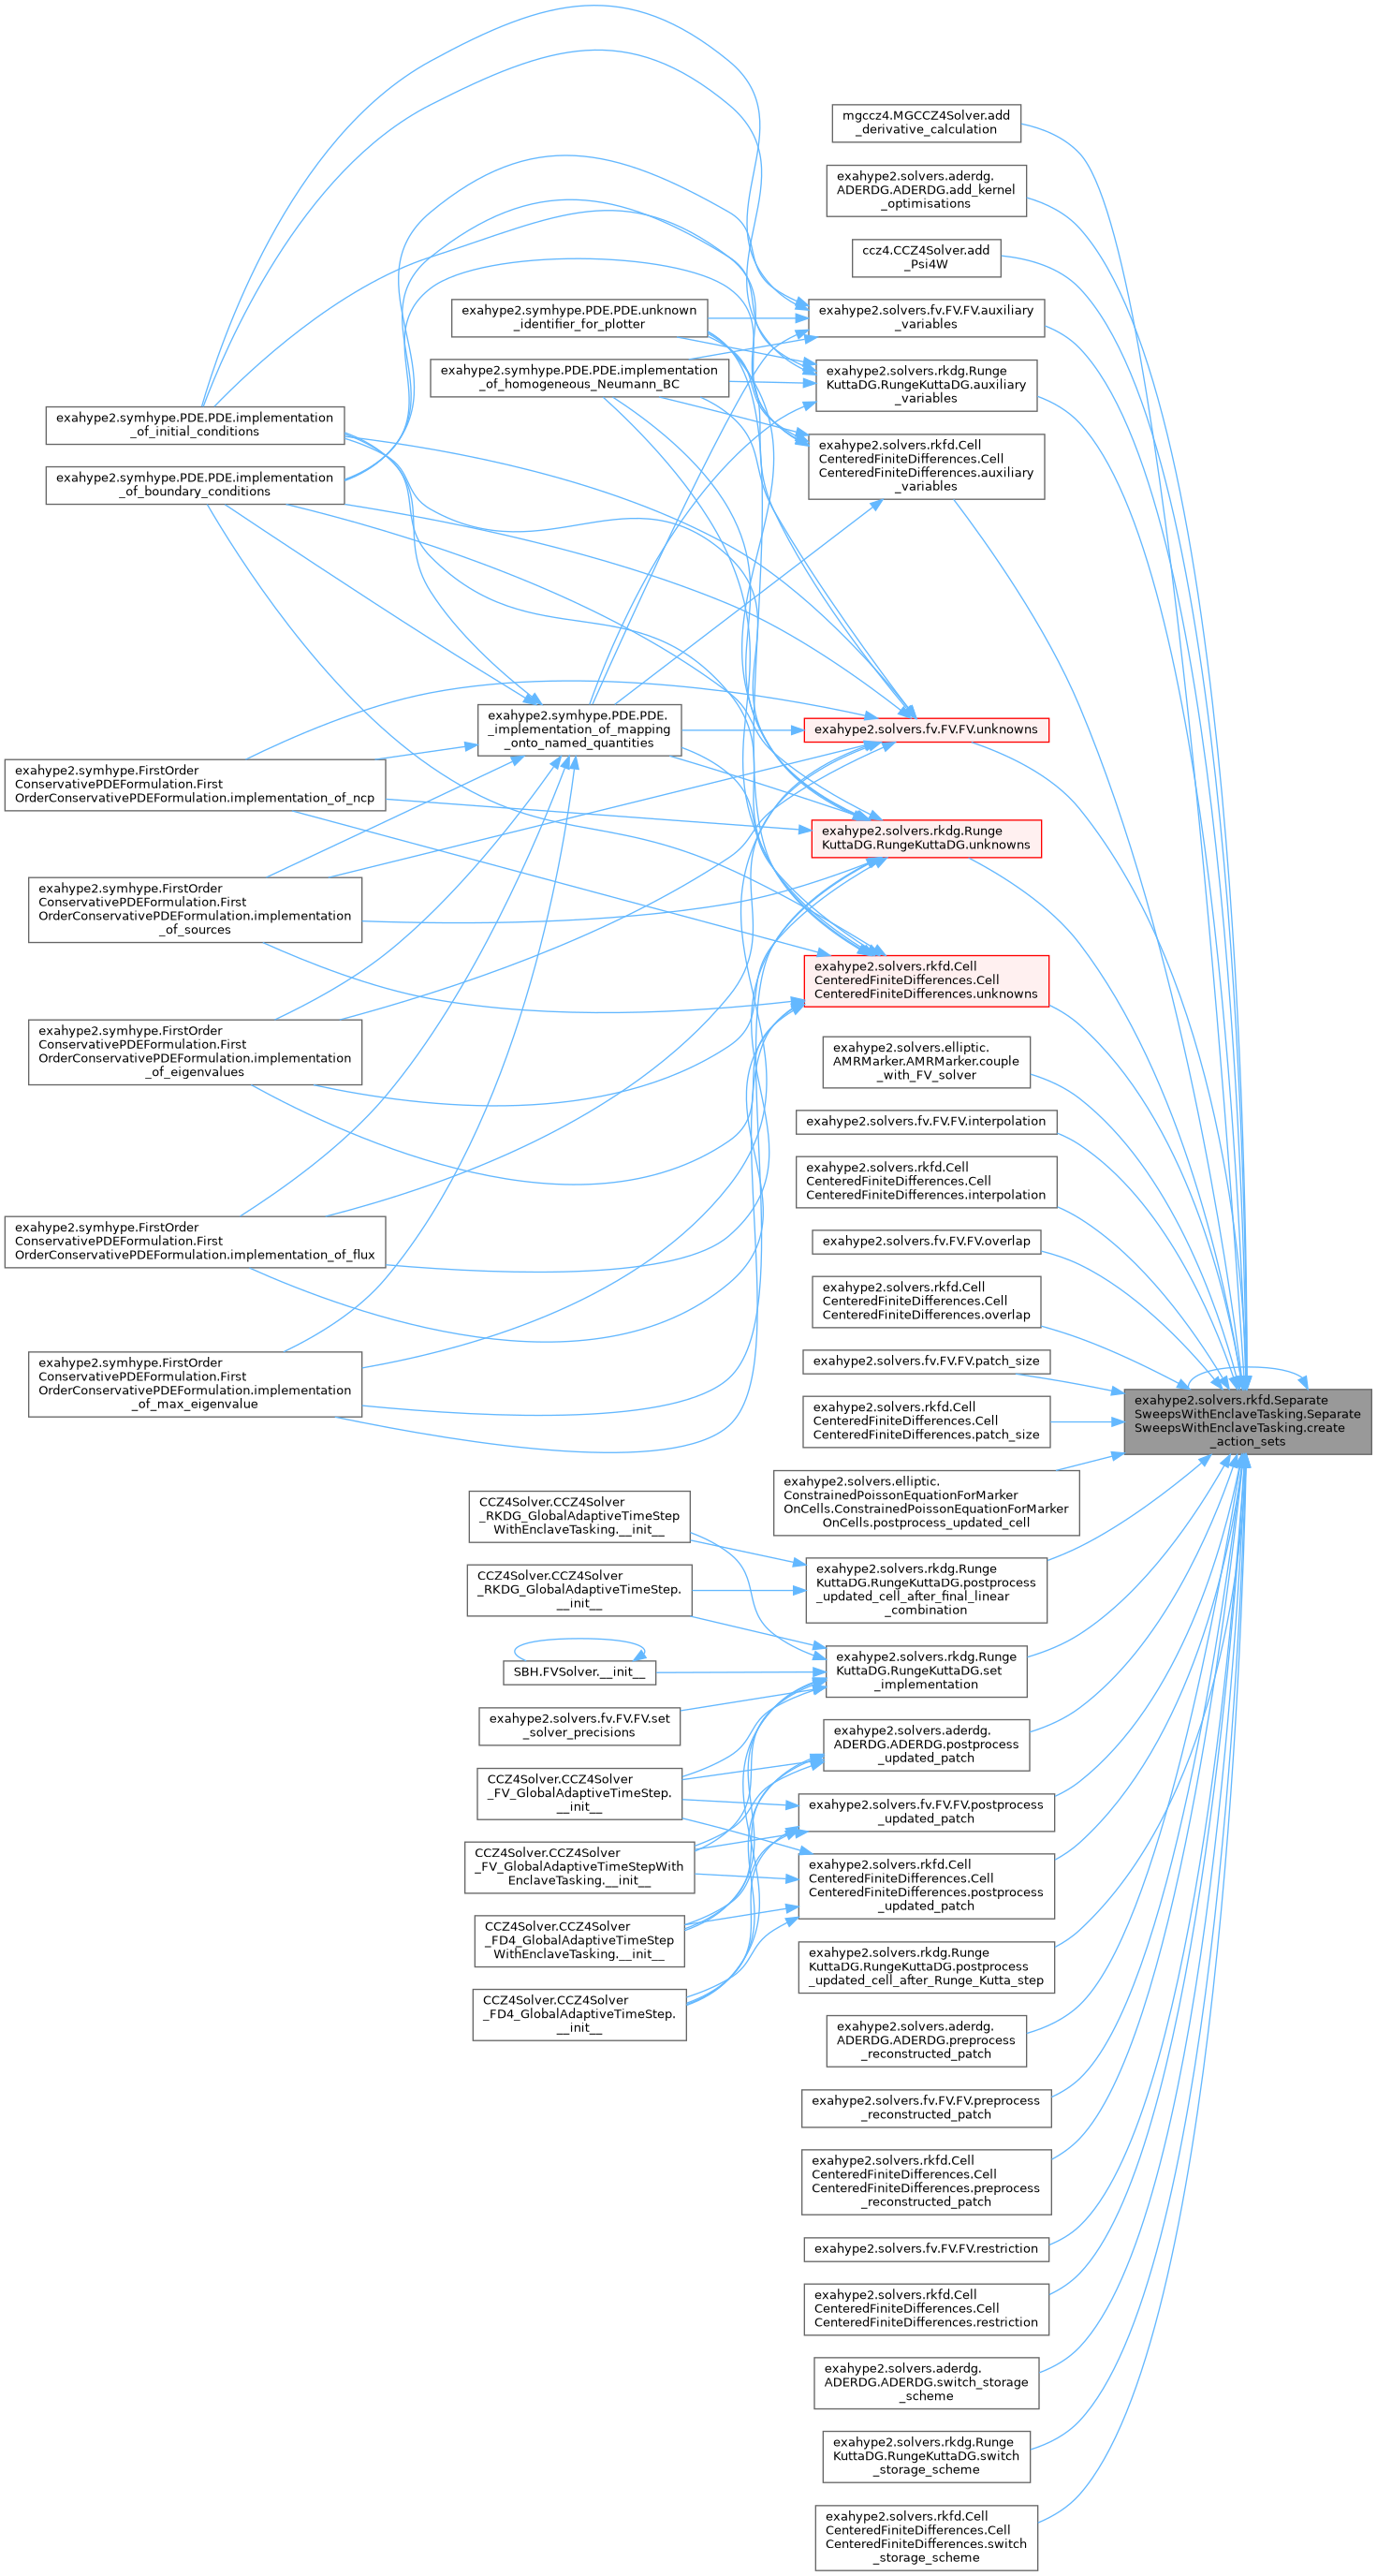 mgccz4.MGCCZ4Solver.add
_derivative_calculation
exahype2.solvers.aderdg.
ADERDG.ADERDG.add_kernel
_optimisations
ccz4.CCZ4Solver.add
_Psi4W
exahype2.solvers.fv.FV.FV.auxiliary
_variables
exahype2.symhype.PDE.PDE.unknown
_identifier_for_plotter
exahype2.solvers.rkdg.Runge
KuttaDG.RungeKuttaDG.auxiliary
_variables
exahype2.symhype.PDE.PDE.implementation
_of_homogeneous_Neumann_BC
exahype2.symhype.PDE.PDE.implementation
_of_initial_conditions
exahype2.solvers.rkfd.Cell
CenteredFiniteDifferences.Cell
CenteredFiniteDifferences.auxiliary
_variables
exahype2.symhype.PDE.PDE.implementation
_of_boundary_conditions
exahype2.symhype.PDE.PDE.
_implementation_of_mapping
_onto_named_quantities
exahype2.solvers.fv.FV.FV.unknowns
exahype2.symhype.FirstOrder
ConservativePDEFormulation.First
OrderConservativePDEFormulation.implementation_of_ncp
exahype2.solvers.rkdg.Runge
KuttaDG.RungeKuttaDG.unknowns
exahype2.symhype.FirstOrder
ConservativePDEFormulation.First
OrderConservativePDEFormulation.implementation
_of_sources
exahype2.solvers.rkfd.Cell
CenteredFiniteDifferences.Cell
CenteredFiniteDifferences.unknowns
exahype2.symhype.FirstOrder
ConservativePDEFormulation.First
OrderConservativePDEFormulation.implementation
_of_eigenvalues
exahype2.solvers.elliptic.
AMRMarker.AMRMarker.couple
_with_FV_solver
exahype2.solvers.fv.FV.FV.interpolation
exahype2.solvers.rkfd.Cell
CenteredFiniteDifferences.Cell
CenteredFiniteDifferences.interpolation
exahype2.symhype.FirstOrder
ConservativePDEFormulation.First
OrderConservativePDEFormulation.implementation_of_flux
exahype2.solvers.fv.FV.FV.overlap
exahype2.solvers.rkfd.Cell
CenteredFiniteDifferences.Cell
CenteredFiniteDifferences.overlap
exahype2.symhype.FirstOrder
ConservativePDEFormulation.First
OrderConservativePDEFormulation.implementation
_of_max_eigenvalue
exahype2.solvers.fv.FV.FV.patch_size
exahype2.solvers.rkfd.Separate
SweepsWithEnclaveTasking.Separate
SweepsWithEnclaveTasking.create
_action_sets
exahype2.solvers.rkfd.Cell
CenteredFiniteDifferences.Cell
CenteredFiniteDifferences.patch_size
exahype2.solvers.elliptic.
ConstrainedPoissonEquationForMarker
OnCells.ConstrainedPoissonEquationForMarker
OnCells.postprocess_updated_cell
CCZ4Solver.CCZ4Solver
_RKDG_GlobalAdaptiveTimeStep
WithEnclaveTasking.__init__
exahype2.solvers.rkdg.Runge
KuttaDG.RungeKuttaDG.postprocess
_updated_cell_after_final_linear
_combination
CCZ4Solver.CCZ4Solver
_RKDG_GlobalAdaptiveTimeStep.
__init__
exahype2.solvers.rkdg.Runge
KuttaDG.RungeKuttaDG.set
_implementation
SBH.FVSolver.__init__
exahype2.solvers.fv.FV.FV.set
_solver_precisions
exahype2.solvers.aderdg.
ADERDG.ADERDG.postprocess
_updated_patch
CCZ4Solver.CCZ4Solver
_FV_GlobalAdaptiveTimeStep.
__init__
exahype2.solvers.fv.FV.FV.postprocess
_updated_patch
CCZ4Solver.CCZ4Solver
_FV_GlobalAdaptiveTimeStepWith
EnclaveTasking.__init__
exahype2.solvers.rkfd.Cell
CenteredFiniteDifferences.Cell
CenteredFiniteDifferences.postprocess
_updated_patch
CCZ4Solver.CCZ4Solver
_FD4_GlobalAdaptiveTimeStep
WithEnclaveTasking.__init__
exahype2.solvers.rkdg.Runge
KuttaDG.RungeKuttaDG.postprocess
_updated_cell_after_Runge_Kutta_step
CCZ4Solver.CCZ4Solver
_FD4_GlobalAdaptiveTimeStep.
__init__
exahype2.solvers.aderdg.
ADERDG.ADERDG.preprocess
_reconstructed_patch
exahype2.solvers.fv.FV.FV.preprocess
_reconstructed_patch
exahype2.solvers.rkfd.Cell
CenteredFiniteDifferences.Cell
CenteredFiniteDifferences.preprocess
_reconstructed_patch
exahype2.solvers.fv.FV.FV.restriction
exahype2.solvers.rkfd.Cell
CenteredFiniteDifferences.Cell
CenteredFiniteDifferences.restriction
exahype2.solvers.aderdg.
ADERDG.ADERDG.switch_storage
_scheme
exahype2.solvers.rkdg.Runge
KuttaDG.RungeKuttaDG.switch
_storage_scheme
exahype2.solvers.rkfd.Cell
CenteredFiniteDifferences.Cell
CenteredFiniteDifferences.switch
_storage_scheme